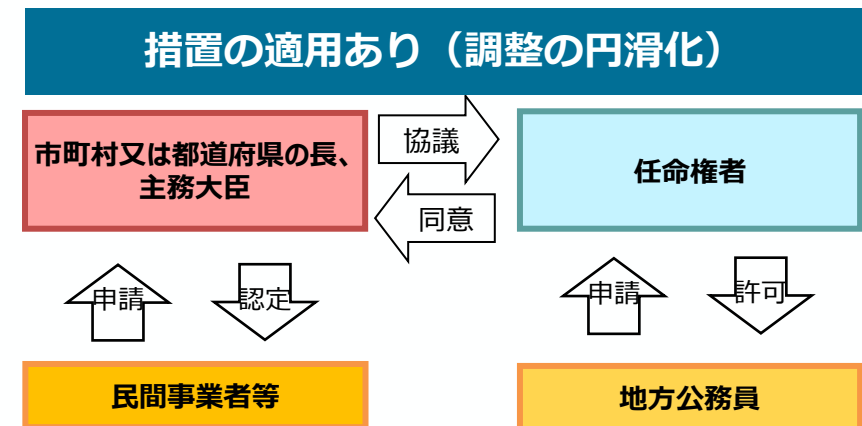 措置の適用あり（調整の円滑化）
市町村又は都道府県の長、
主務大臣
協議
同意
任命権者
申請
認定
申請
許可
民間事業者等
地方公務員